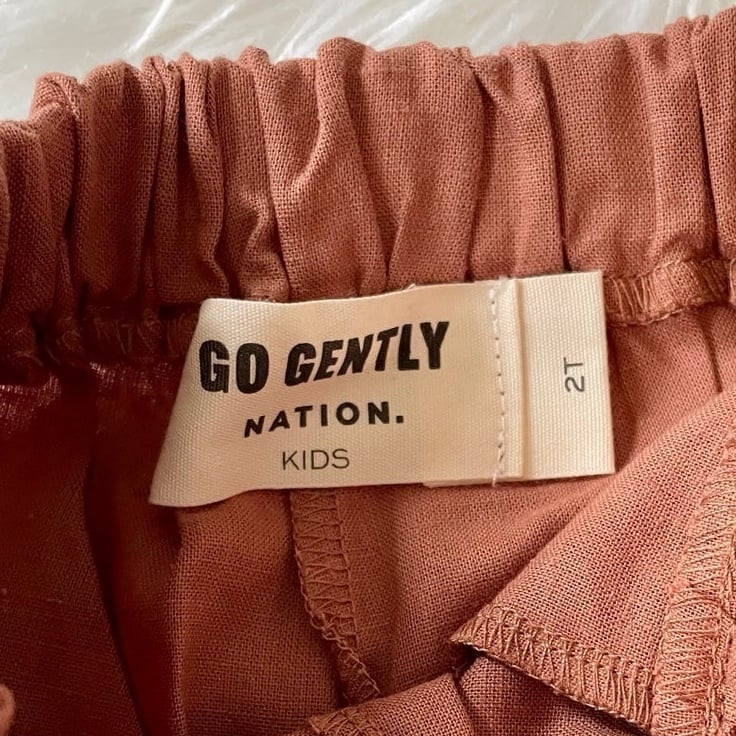 GO GENTLY
NATION.
KIDS
2T